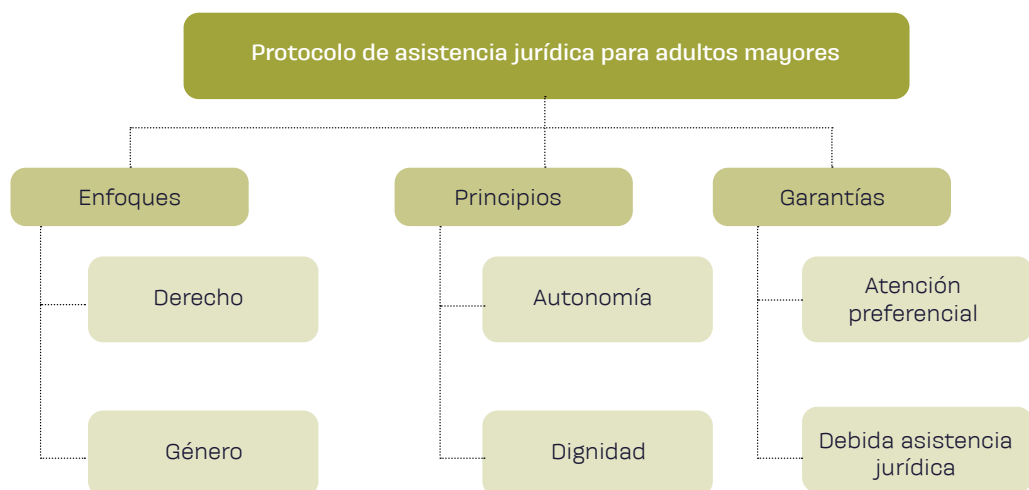 Protocolo de asistencia jurídica para adultos mayores
Enfoques
Principios
Garantías
Derecho
Autonomía
Atención
preferencial
Género
Dignidad
Debida asistencia
jurídica